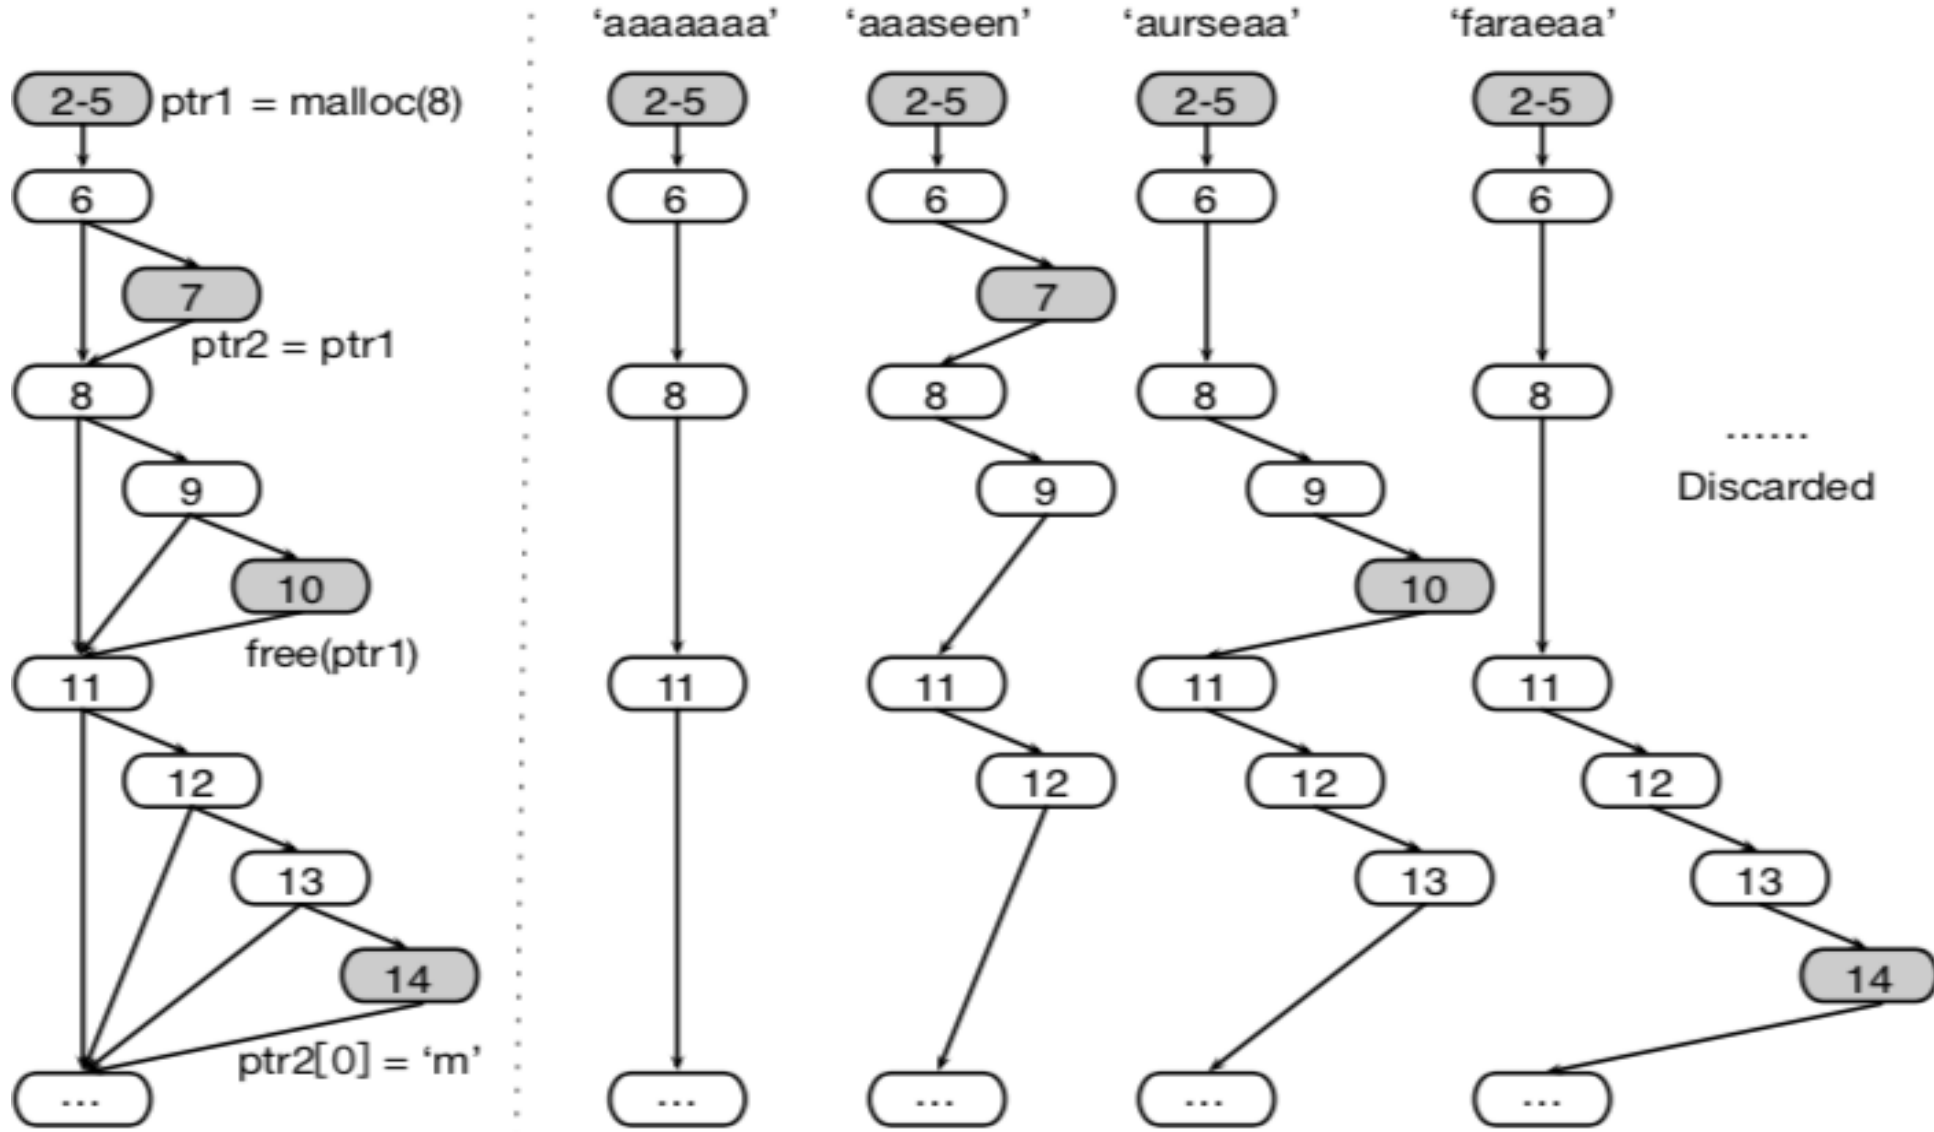 ‘aaaaaaa’ ‘aaaseen’ ‘aurseaa’ ‘faraeaa’
2-5 ptr1 = malloc(8) 2-5 2-5 2-5 2-5
6 6 6 6 6
7 7
ptr2 = ptr1
8 8 8 8 8
......
9 9 9 Discarded
10 10
free(ptr1)
11 11 11 11 11
12 12 12 12
13 13 13
14 14
ptr2[0] = ‘m’
... ... ... ... ...